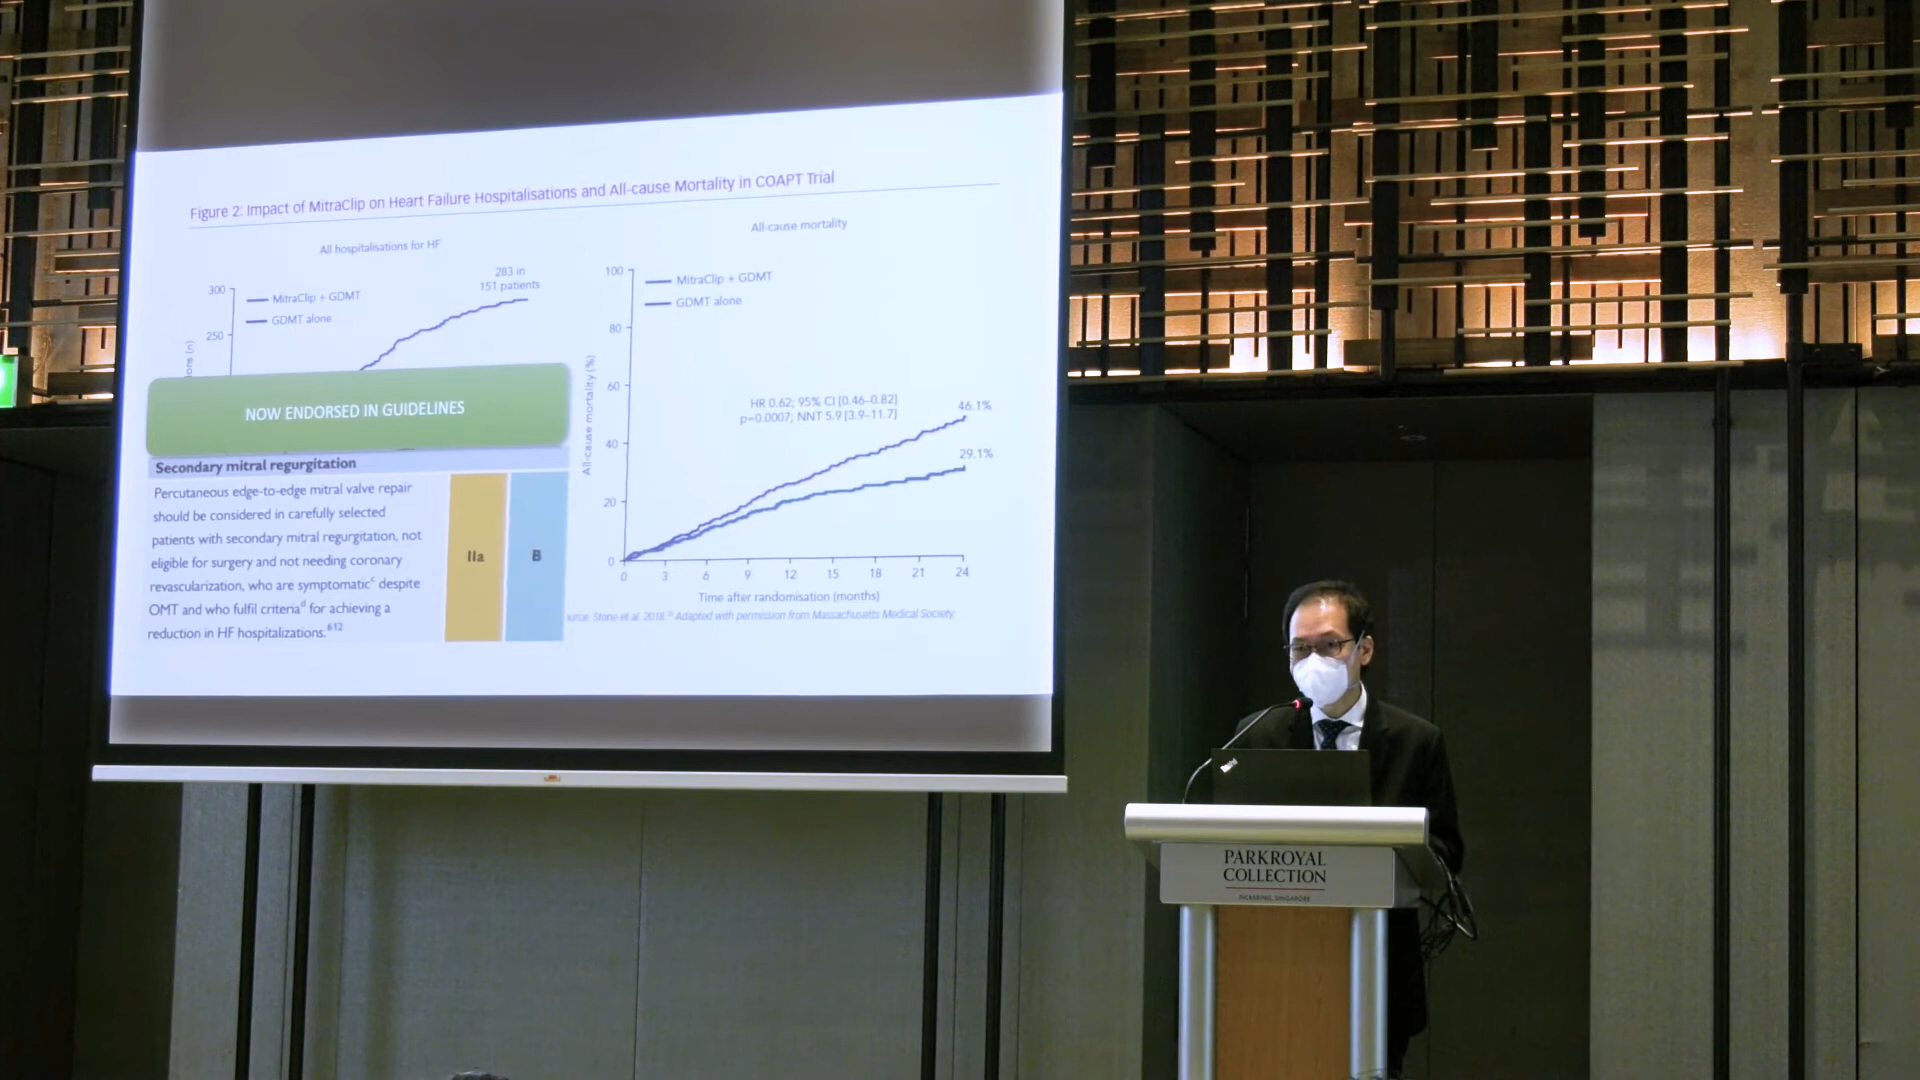 Figure 2: Impact of MitraClip on Heart Failure Hospitalisations and All-cause Mortality in COAPT Trial
All hospitalisations for HF
300
250
MitraClip + GDMT
GDMT alone
283 in
151 patients
NOW ENDORSED IN GUIDELINES
Secondary mitral regurgitation
Percutaneous edge-to-edge mitral valve repair
should be considered in carefully selected
patients with secondary mitral regurgitation, not
eligible for surgery and not needing coronary
revascularization, who are symptomatic^c despite
OMT and who fulfil criteria^d for achieving a
reduction in HF hospitalizations.^612
IIa
B
All-cause mortality
All-cause mortality (%)
100
80
60
40
20
0
MitraClip + GDMT
GDMT alone
HR 0.62; 95% CI [0.46–0.82]
p=0.0007; NNT 5.9 [3.9–11.7]
46.1%
29.1%
0 3 6 9 12 15 18 21 24
Time after randomisation (months)
Stone et al. 2018. Adapted with permission from Massachusetts Medical Society.
PARKROYAL
COLLECTION
PICKERING, SINGAPORE